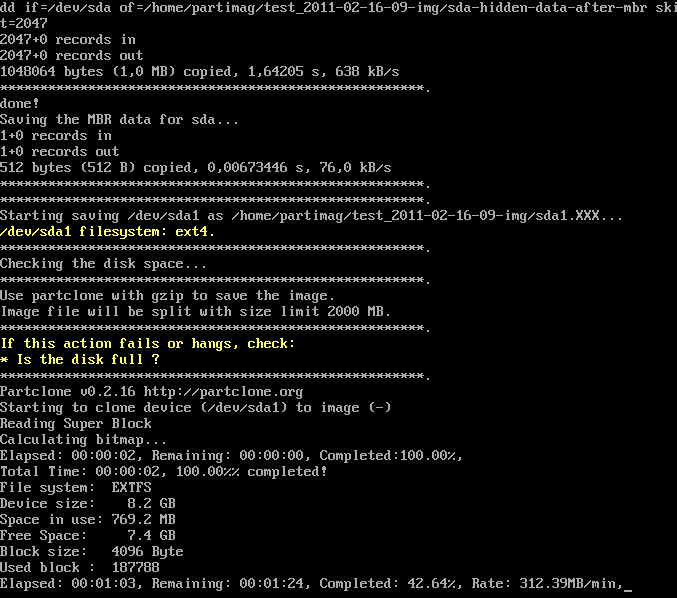 dd if=/dev/sda of=/home/partimag/test_2011-02-16-09-img/sda-hidden-data-after-mbr ski
t=2047
2047+0 records in
2047+0 records out
1048064 bytes (1,0 MB) copied, 1,64205 s, 638 kB/s
*****************************************************.
done!
Saving the MBR data for sda...
1+0 records in
1+0 records out
512 bytes (512 B) copied, 0,00673446 s, 76,0 kB/s
*****************************************************.
*****************************************************.
Starting saving /dev/sda1 as /home/partimag/test_2011-02-16-09-img/sda1.XXX...
/dev/sda1 filesystem: ext4.
*****************************************************.
Checking the disk space...
*****************************************************.
Use partclone with gzip to save the image.
Image file will be split with size limit 2000 MB.
*****************************************************.
If this action fails or hangs, check:
* Is the disk full ?
*****************************************************.
Partclone v0.2.16 http://partclone.org
Starting to clone device (/dev/sda1) to image (-)
Reading Super Block
Calculating bitmap...
Elapsed: 00:00:02, Remaining: 00:00:00, Completed:100.00%,
Total Time: 00:00:02, 100.00%% completed!
File system:  EXTFS
Device size:    8.2 GB
Space in use: 769.2 MB
Free Space:     7.4 GB
Block size:   4096 Byte
Used block :  187788
Elapsed: 00:01:03, Remaining: 00:01:24, Completed: 42.64%, Rate: 312.39MB/min,_